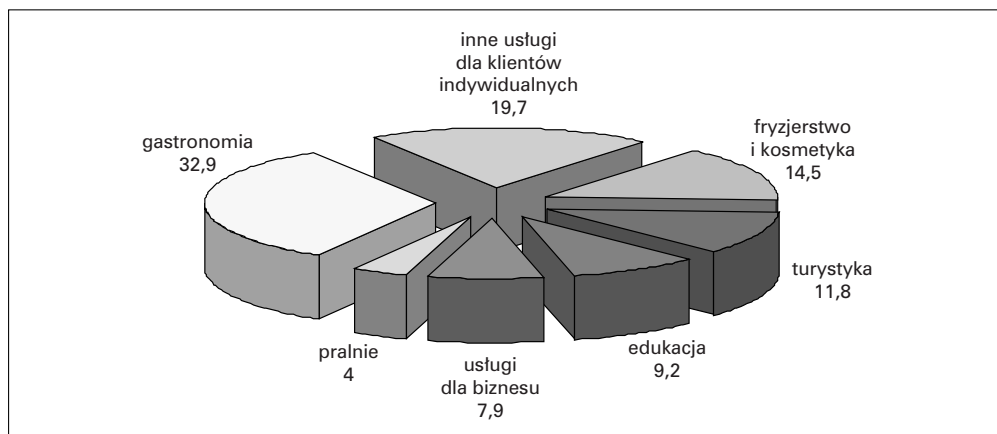 inne usługi
dla klientów
indywidualnych
19,7
gastronomia
32,9
fryzjerstwo
i kosmetyka
14,5
turystyka
11,8
edukacja
9,2
usługi
dla biznesu
7,9
pralnie
4